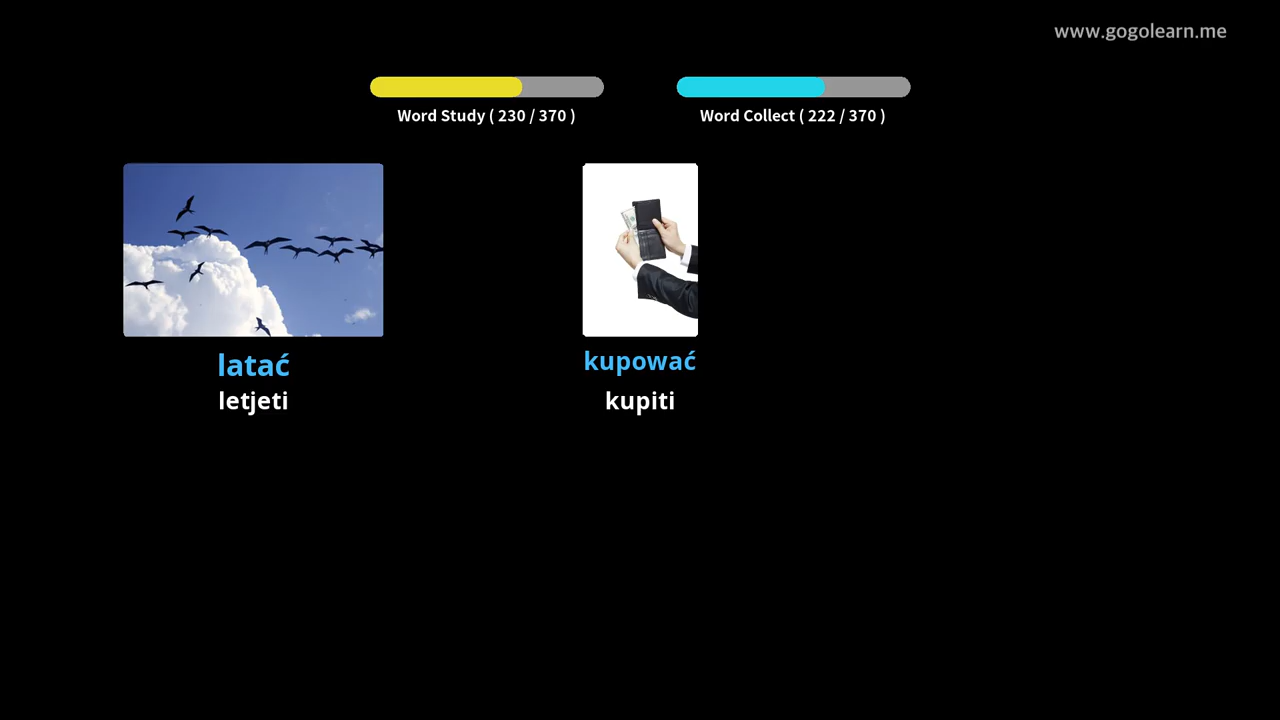 www.gogolearn.me
Word Study ( 230 / 370 )
Word Collect ( 222 / 370 )
latać
letjeti
kupować
kupiti